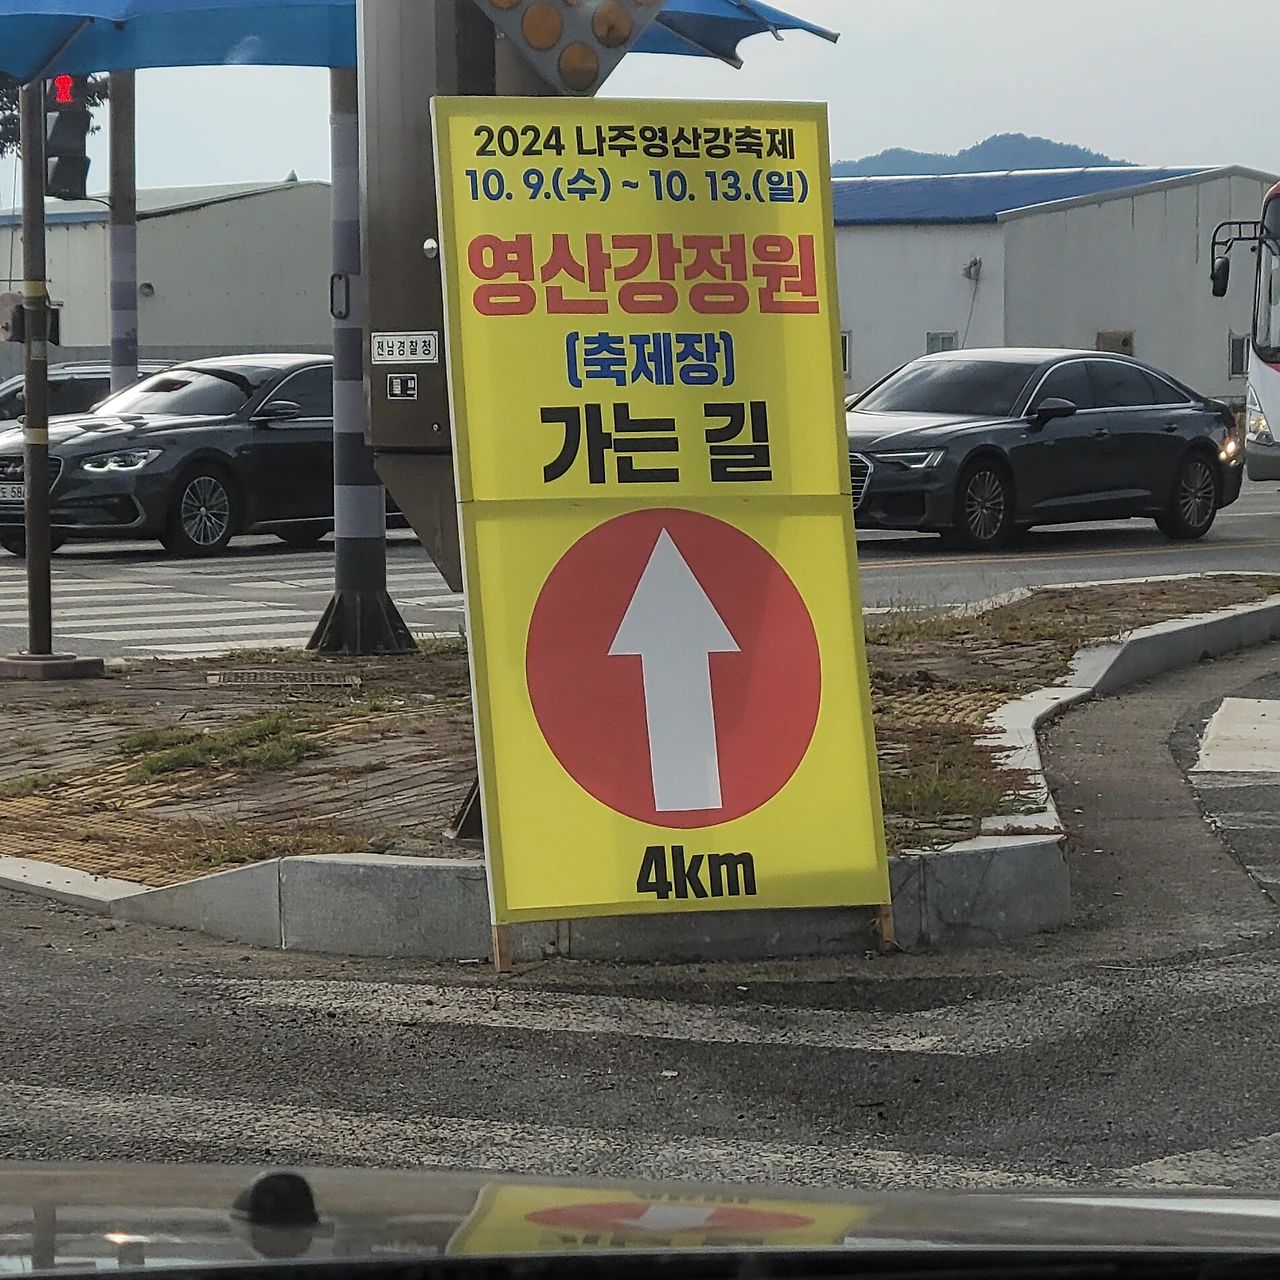 2024 나주영산강축제
10. 9.(수) ~ 10. 13.(일)
영산강정원
(축제장)
가는 길
4km
전남경찰청